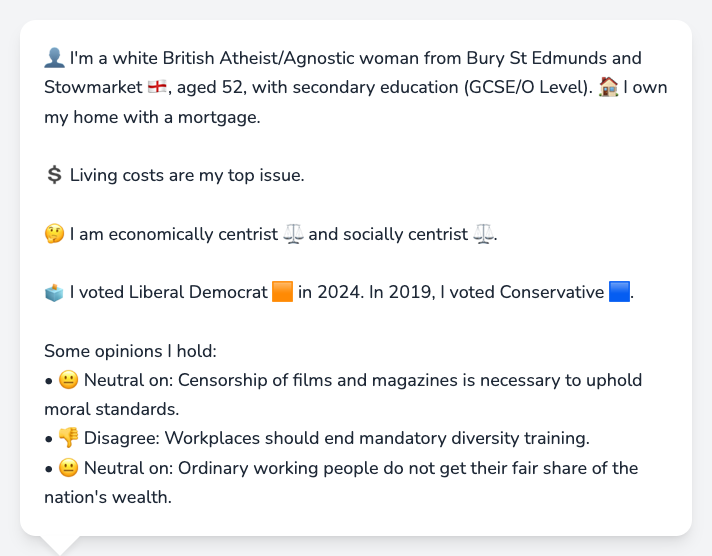 👤 I'm a white British Atheist/Agnostic woman from Bury St Edmunds and
Stowmarket 🏴󠁧󠁢󠁥󠁮󠁧󠁿, aged 52, with secondary education (GCSE/O Level). 🏠 I own
my home with a mortgage.
💲 Living costs are my top issue.
🤔 I am economically centrist ⚖️ and socially centrist ⚖️.
🗳️ I voted Liberal Democrat 🟧 in 2024. In 2019, I voted Conservative 🟦.
Some opinions I hold:
• 😐 Neutral on: Censorship of films and magazines is necessary to uphold
moral standards.
• 👎 Disagree: Workplaces should end mandatory diversity training.
• 😐 Neutral on: Ordinary working people do not get their fair share of the
nation's wealth.